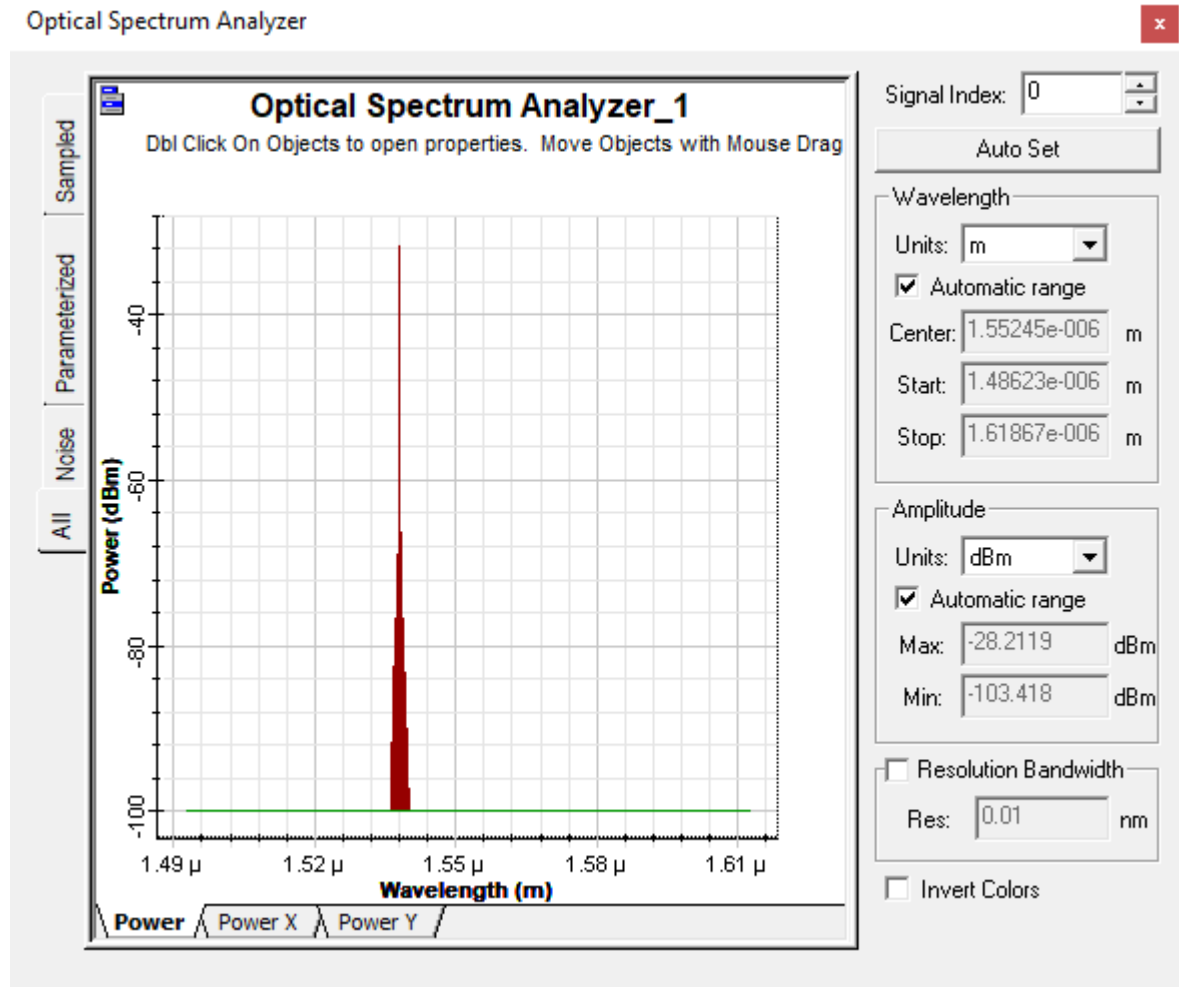 Optical Spectrum Analyzer
x
Sampled
Parameterized
Noise
All
Optical Spectrum Analyzer_1
Dbl Click On Objects to open properties.  Move Objects with Mouse Drag
Power (dBm)
-40
-60
-80
-100
1.49 µ 1.52 µ 1.55 µ 1.58 µ 1.61 µ
Wavelength (m)
Power Power X Power Y
Signal Index: 0
Auto Set
Wavelength
Units: m
Automatic range
Center: 1.55245e-006 m
Start: 1.48623e-006 m
Stop: 1.61867e-006 m
Amplitude
Units: dBm
Automatic range
Max: -28.2119 dBm
Min: -103.418 dBm
Resolution Bandwidth
Res: 0.01 nm
Invert Colors